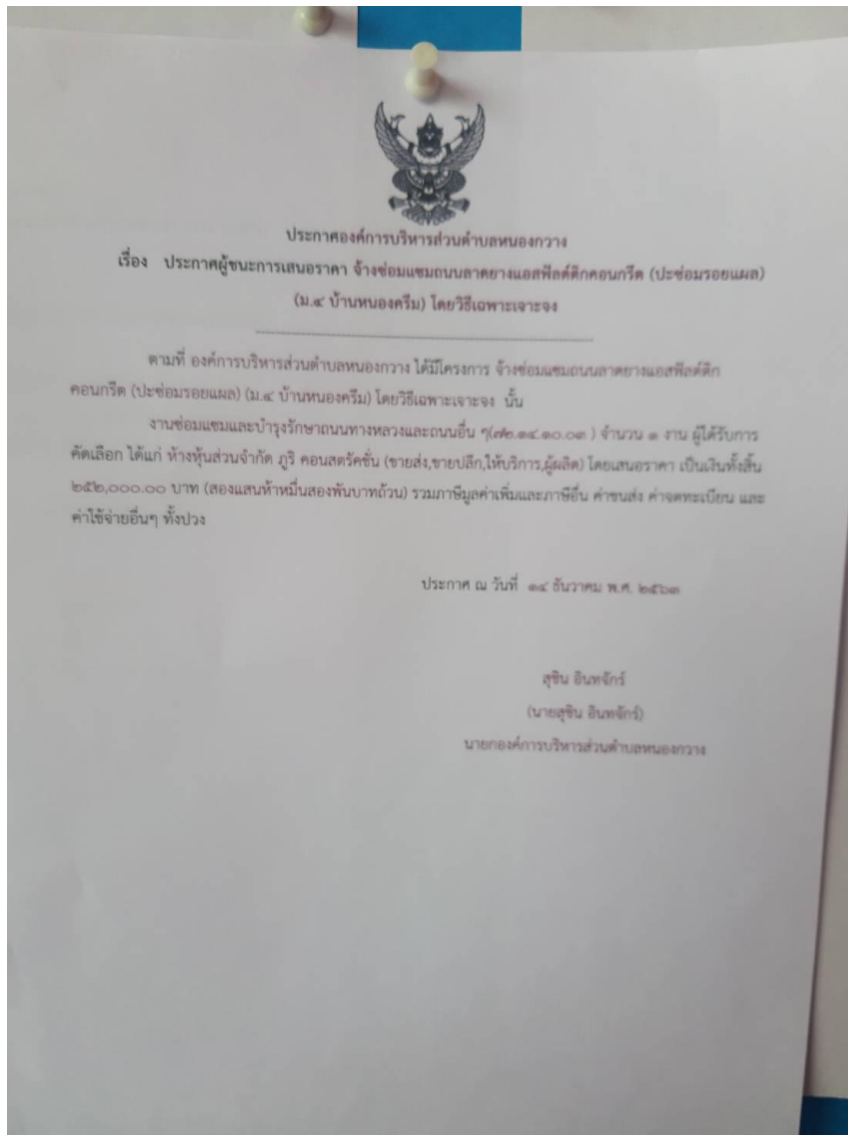 ประกาศองค์การบริหารส่วนตำบลหนองกวาง
เรื่อง ประกาศผู้ชนะการเสนอราคา จ้างซ่อมแซมถนนลาดยางแอสฟัลต์ติกคอนกรีต (ปะซ่อมรอยแผล)
(ม.๔ บ้านหนองครึม) โดยวิธีเฉพาะเจาะจง
ตามที่ องค์การบริหารส่วนตำบลหนองกวาง ได้มีโครงการ จ้างซ่อมแซมถนนลาดยางแอสฟัลต์ติก
คอนกรีต (ปะซ่อมรอยแผล) (ม.๔ บ้านหนองครึม) โดยวิธีเฉพาะเจาะจง นั้น
งานซ่อมแซมและบำรุงรักษาถนนทางหลวงและถนนอื่น ๆ(๗๒.๑๔.๑๐.๐๓ ) จำนวน ๑ งาน ผู้ได้รับการ
คัดเลือก ได้แก่ ห้างหุ้นส่วนจำกัด ภูริ คอนสตรัคชั่น (ขายส่ง,ขายปลีก,ให้บริการ,ผู้ผลิต) โดยเสนอราคา เป็นเงินทั้งสิ้น
๒๕๒,๐๐๐.๐๐ บาท (สองแสนห้าหมื่นสองพันบาทถ้วน) รวมภาษีมูลค่าเพิ่มและภาษีอื่น ค่าขนส่ง ค่าจดทะเบียน และ
ค่าใช้จ่ายอื่นๆ ทั้งปวง
ประกาศ ณ วันที่ ๑๔ ธันวาคม พ.ศ. ๒๕๖๓
สุชิน อินทจักร์
(นายสุชิน อินทจักร์)
นายกองค์การบริหารส่วนตำบลหนองกวาง